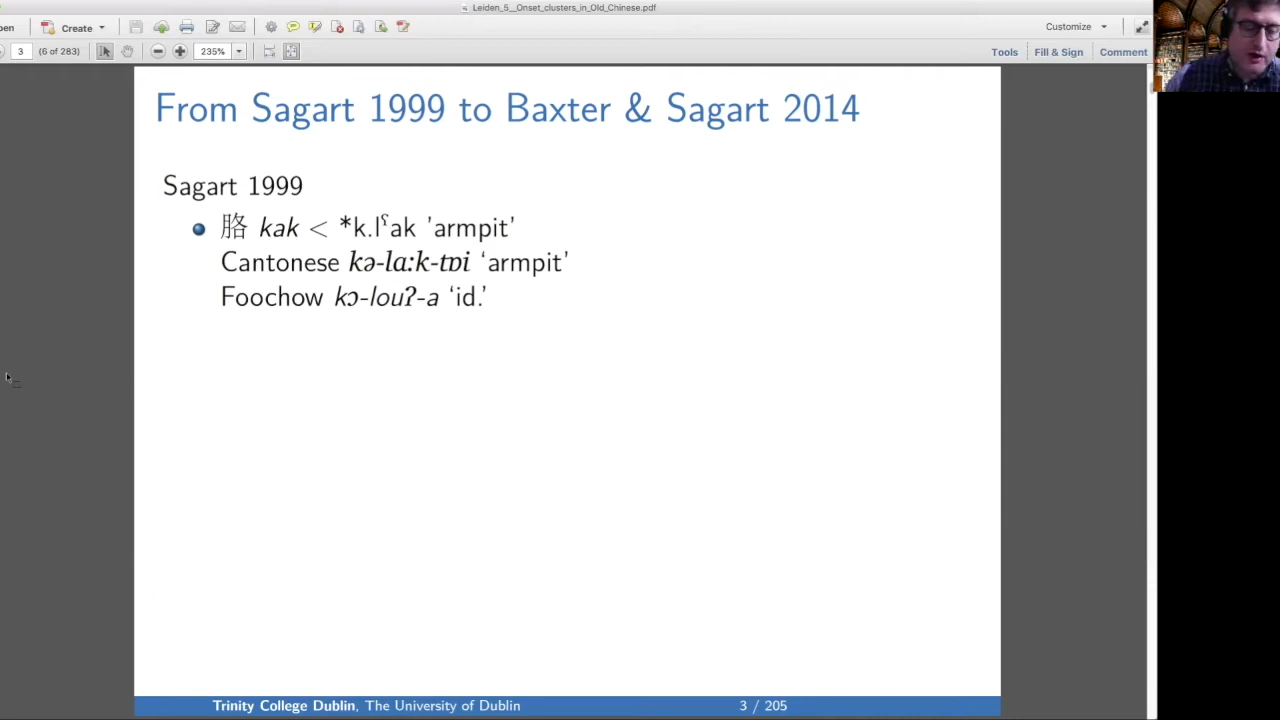 Leiden_5__Onset_clusters_in_Old_Chinese.pdf
Create
Customize
3 (6 of 283) 235% Tools Fill & Sign Comment
From Sagart 1999 to Baxter & Sagart 2014
Sagart 1999
胳 kak < *k.lˤak ’armpit’
Cantonese kə-lɑːk-tɒi ‘armpit’
Foochow kɔ-louʔ-a ‘id.’
Trinity College Dublin, The University of Dublin 3 / 205